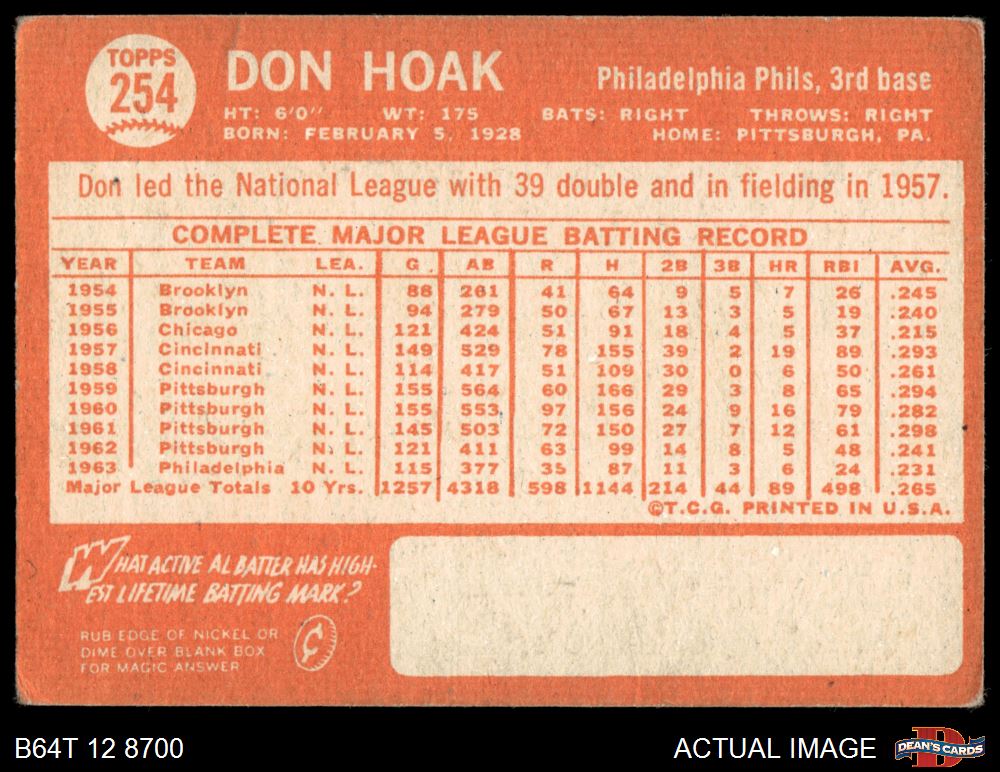 TOPPS
254
DON HOAK
Philadelphia Phils, 3rd base
HT: 6'0" WT: 175 BATS: RIGHT THROWS: RIGHT
BORN: FEBRUARY 5, 1928 HOME: PITTSBURGH, PA.
Don led the National League with 39 double and in fielding in 1957.
COMPLETE MAJOR LEAGUE BATTING RECORD
YEAR TEAM LEA. G AB R H 2B 3B HR RBI AVG.
1954 Brooklyn N. L. 88 261 41 64 9 5 7 26 .245
1955 Brooklyn N. L. 94 279 50 67 13 3 5 19 .240
1956 Chicago N. L. 121 424 51 91 18 4 5 37 .215
1957 Cincinnati N. L. 149 529 78 155 39 2 19 89 .293
1958 Cincinnati N. L. 114 417 51 109 30 0 6 50 .261
1959 Pittsburgh N. L. 155 564 60 166 29 3 8 65 .294
1960 Pittsburgh N. L. 155 553 97 156 24 9 16 79 .282
1961 Pittsburgh N. L. 145 503 72 150 27 7 12 61 .298
1962 Pittsburgh N. L. 121 411 63 99 14 8 5 48 .241
1963 Philadelphia N. L. 115 377 35 87 11 3 6 24 .231
Major League Totals 10 Yrs. 1257 4318 598 1144 214 44 89 498 .265
©T.C.G. PRINTED IN U.S.A.
WHAT ACTIVE AL BATTER HAS HIGH-
EST LIFETIME BATTING MARK?
RUB EDGE OF NICKEL OR
DIME OVER BLANK BOX
FOR MAGIC ANSWER
¢
B64T 12 8700
ACTUAL IMAGE
D
DEAN'S CARDS